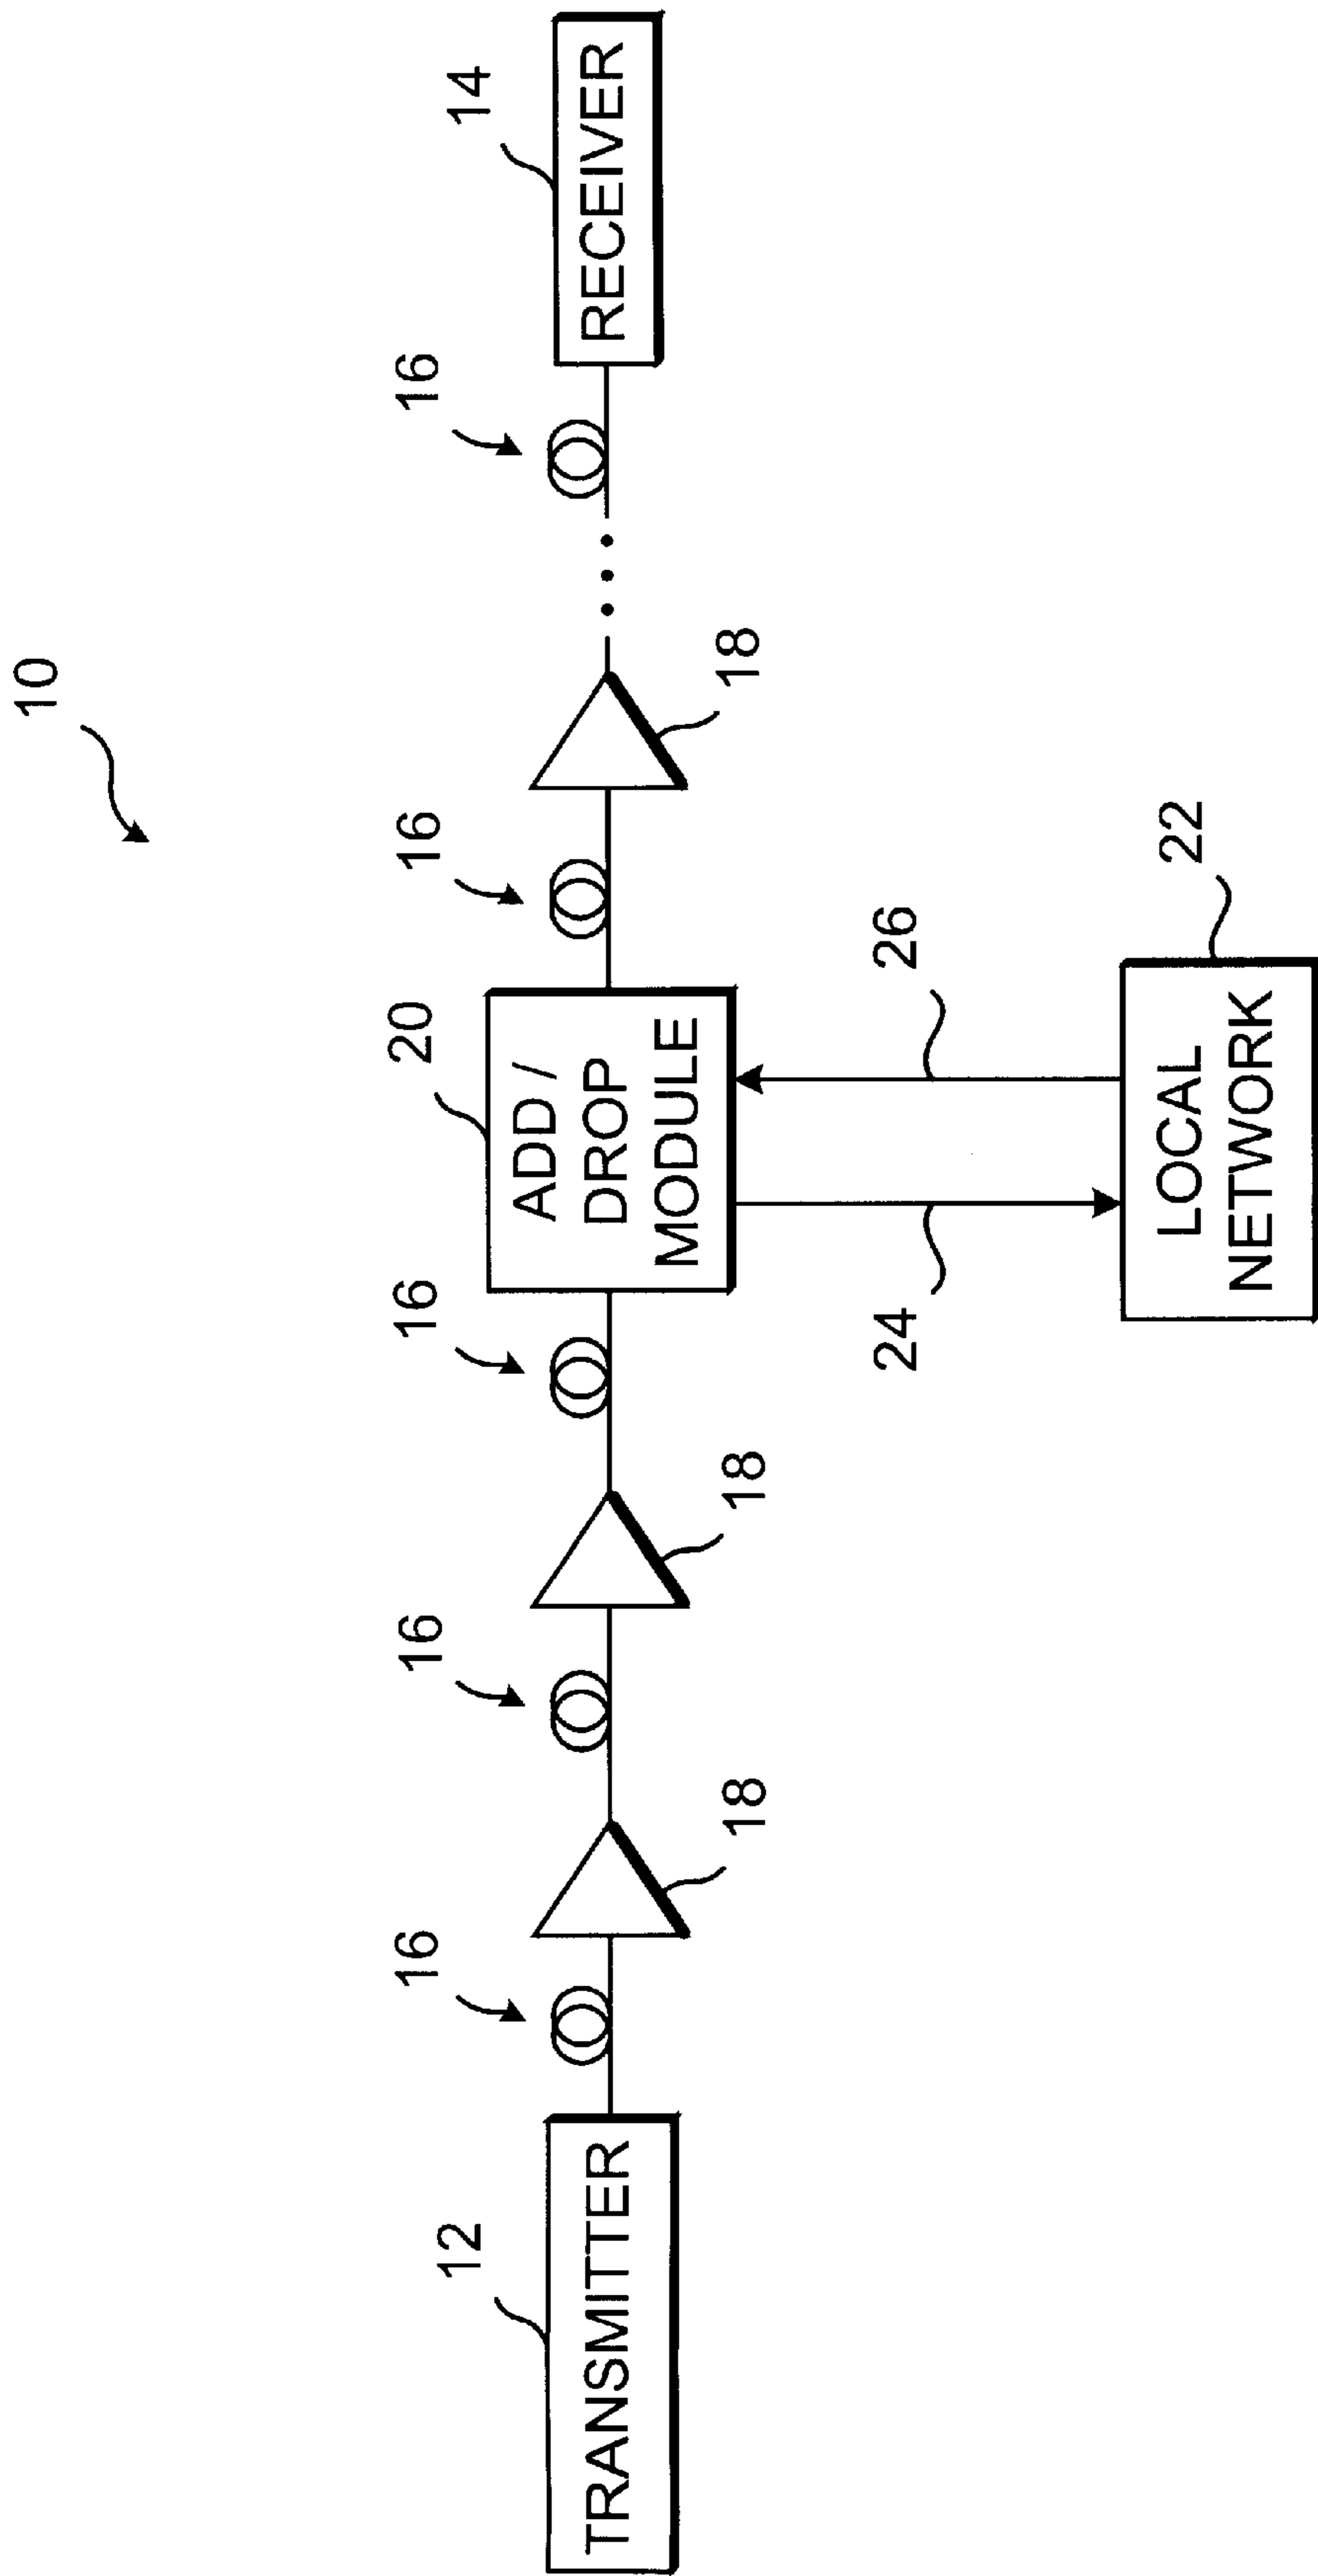 10
12
TRANSMITTER
16
18
16
18
16
20
ADD /
DROP
MODULE
16
18
16
14
RECEIVER
24
26
22
LOCAL
NETWORK